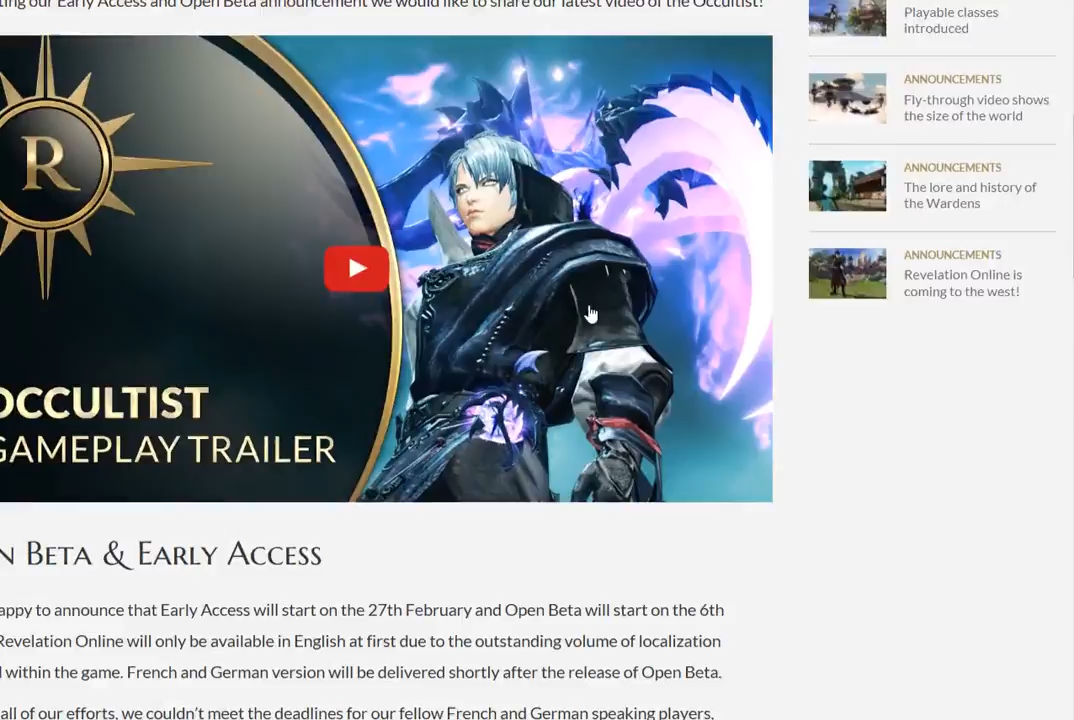 ting our Early Access and Open Beta announcement we would like to share our latest video of the Occultist!
R
OCCULTIST
GAMEPLAY TRAILER
N BETA & EARLY ACCESS
appy to announce that Early Access will start on the 27th February and Open Beta will start on the 6th
Revelation Online will only be available in English at first due to the outstanding volume of localization
l within the game. French and German version will be delivered shortly after the release of Open Beta.
all of our efforts, we couldn't meet the deadlines for our fellow French and German speaking players,
Playable classes
introduced
ANNOUNCEMENTS
Fly-through video shows
the size of the world
ANNOUNCEMENTS
The lore and history of
the Wardens
ANNOUNCEMENTS
Revelation Online is
coming to the west!